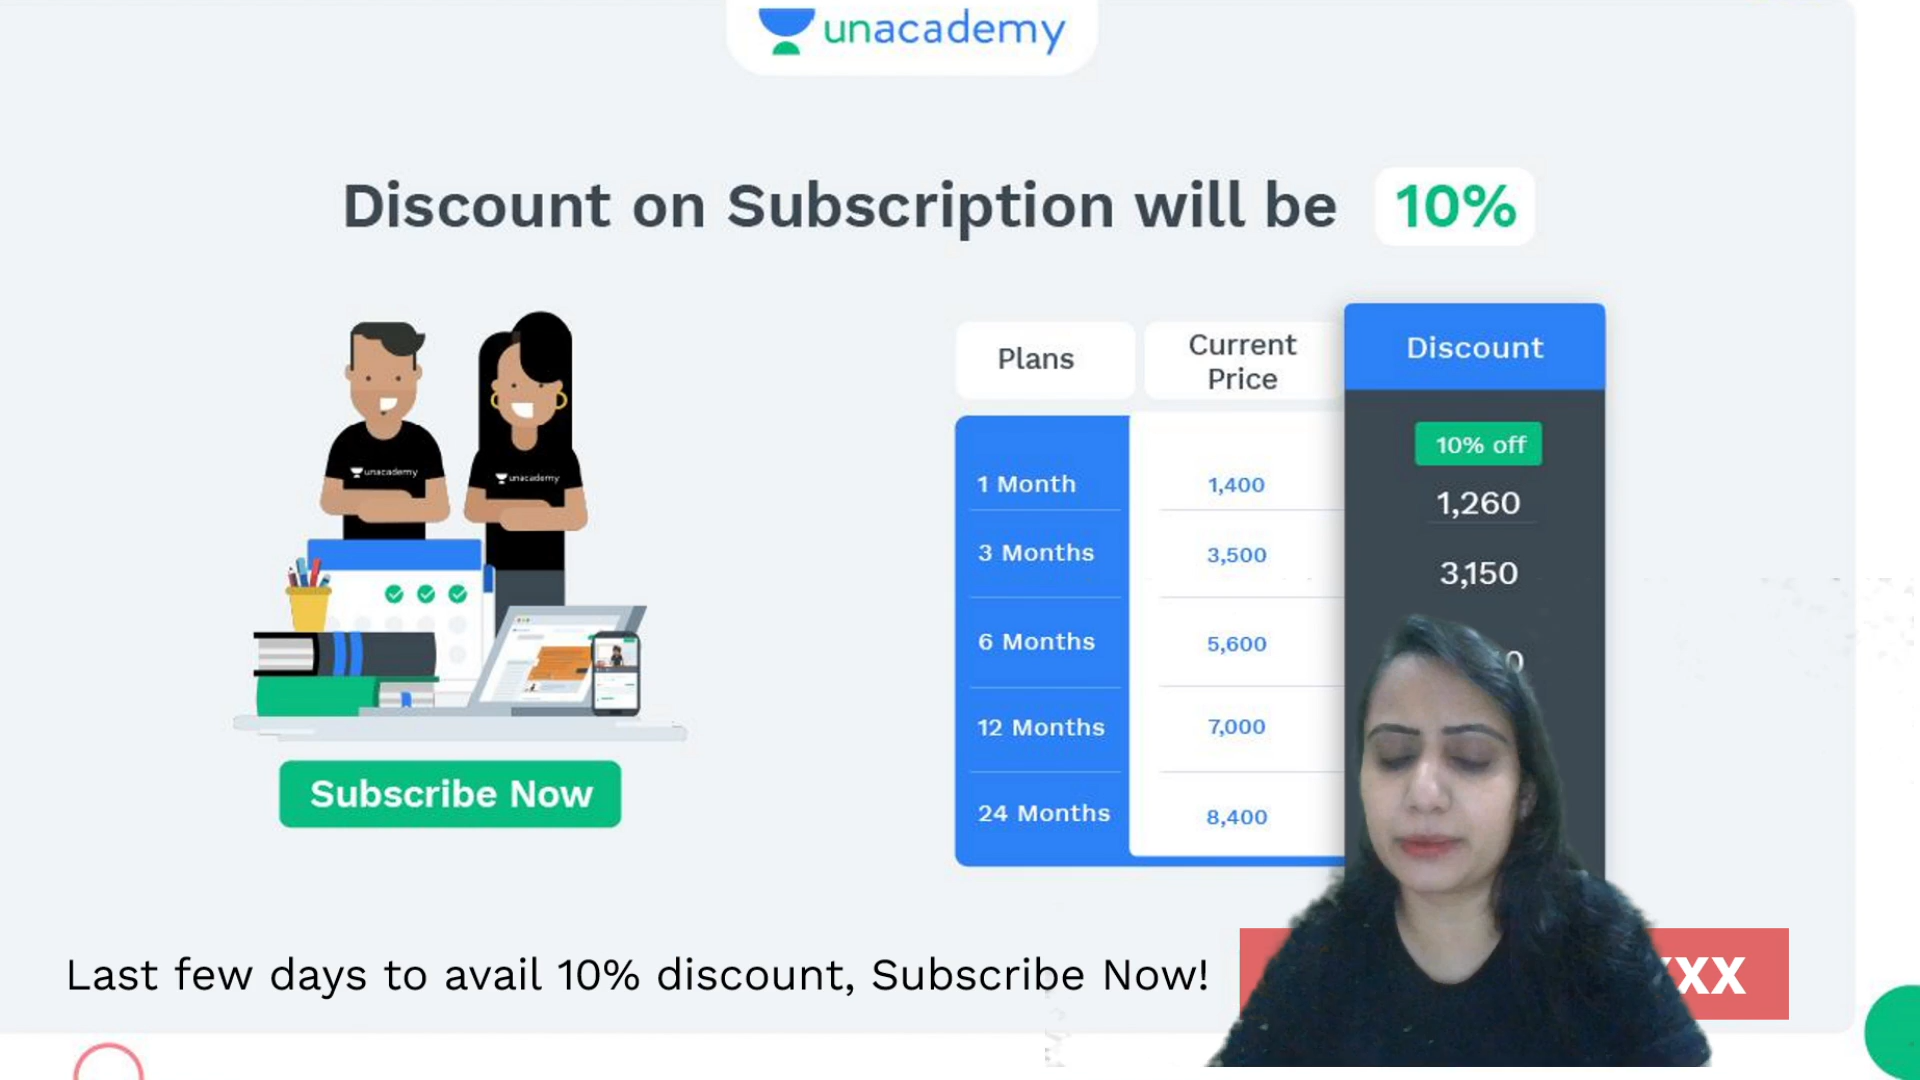 unacademy
Discount on Subscription will be 10%
unacademy
unacademy
Subscribe Now
Plans
Current
Price
Discount
10% off
1 Month
1,400
1,260
3 Months
3,500
3,150
6 Months
5,600
12 Months
7,000
24 Months
8,400
Last few days to avail 10% discount, Subscribe Now!